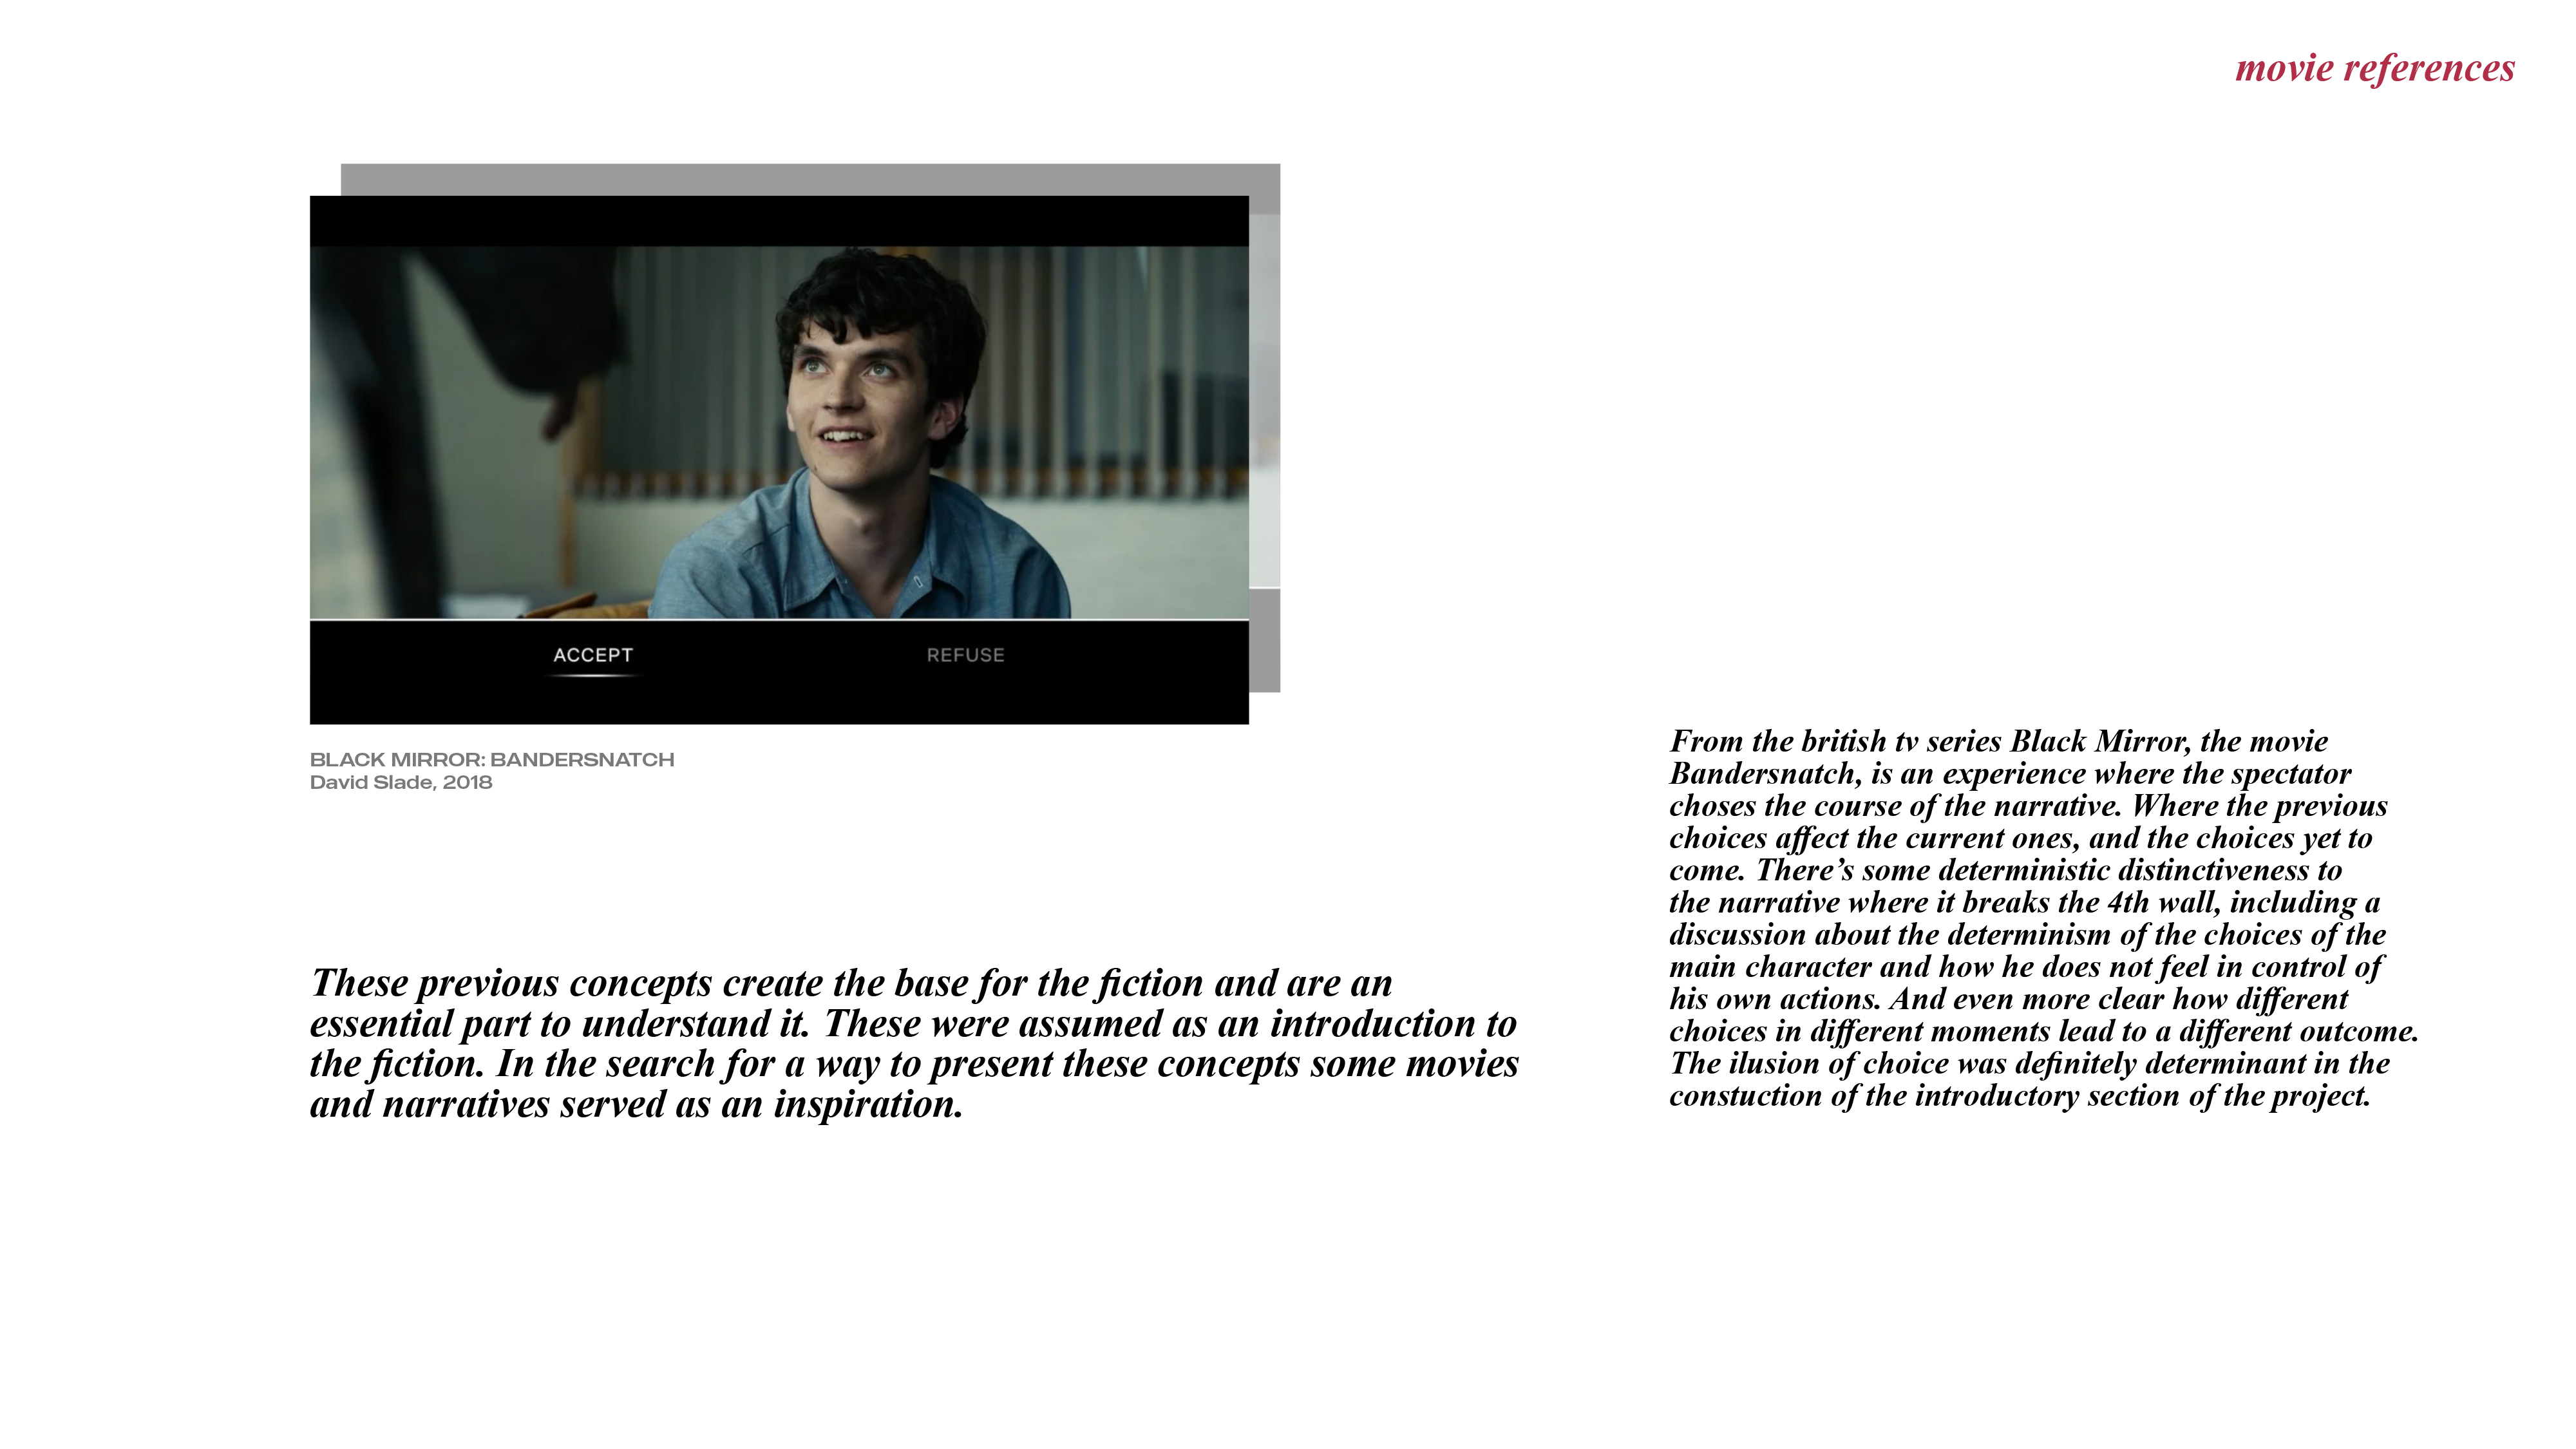 movie references
ACCEPT
REFUSE
BLACK MIRROR: BANDERSNATCH
David Slade, 2018
These previous concepts create the base for the fiction and are an
essential part to understand it. These were assumed as an introduction to
the fiction. In the search for a way to present these concepts some movies
and narratives served as an inspiration.
From the british tv series Black Mirror, the movie
Bandersnatch, is an experience where the spectator
choses the course of the narrative. Where the previous
choices affect the current ones, and the choices yet to
come. There’s some deterministic distinctiveness to
the narrative where it breaks the 4th wall, including a
discussion about the determinism of the choices of the
main character and how he does not feel in control of
his own actions. And even more clear how different
choices in different moments lead to a different outcome.
The ilusion of choice was definitely determinant in the
constuction of the introductory section of the project.